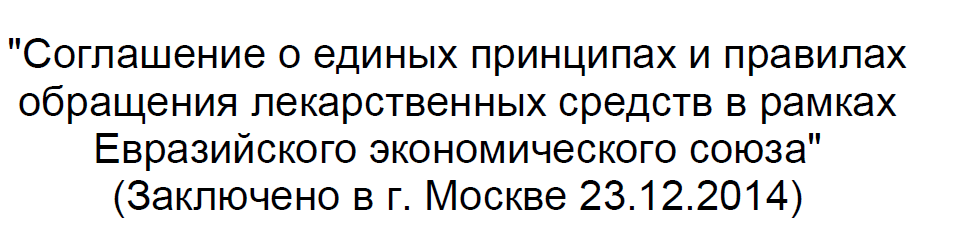 "Соглашение о единых принципах и правилах
обращения лекарственных средств в рамках
Евразийского экономического союза"
(Заключено в г. Москве 23.12.2014)